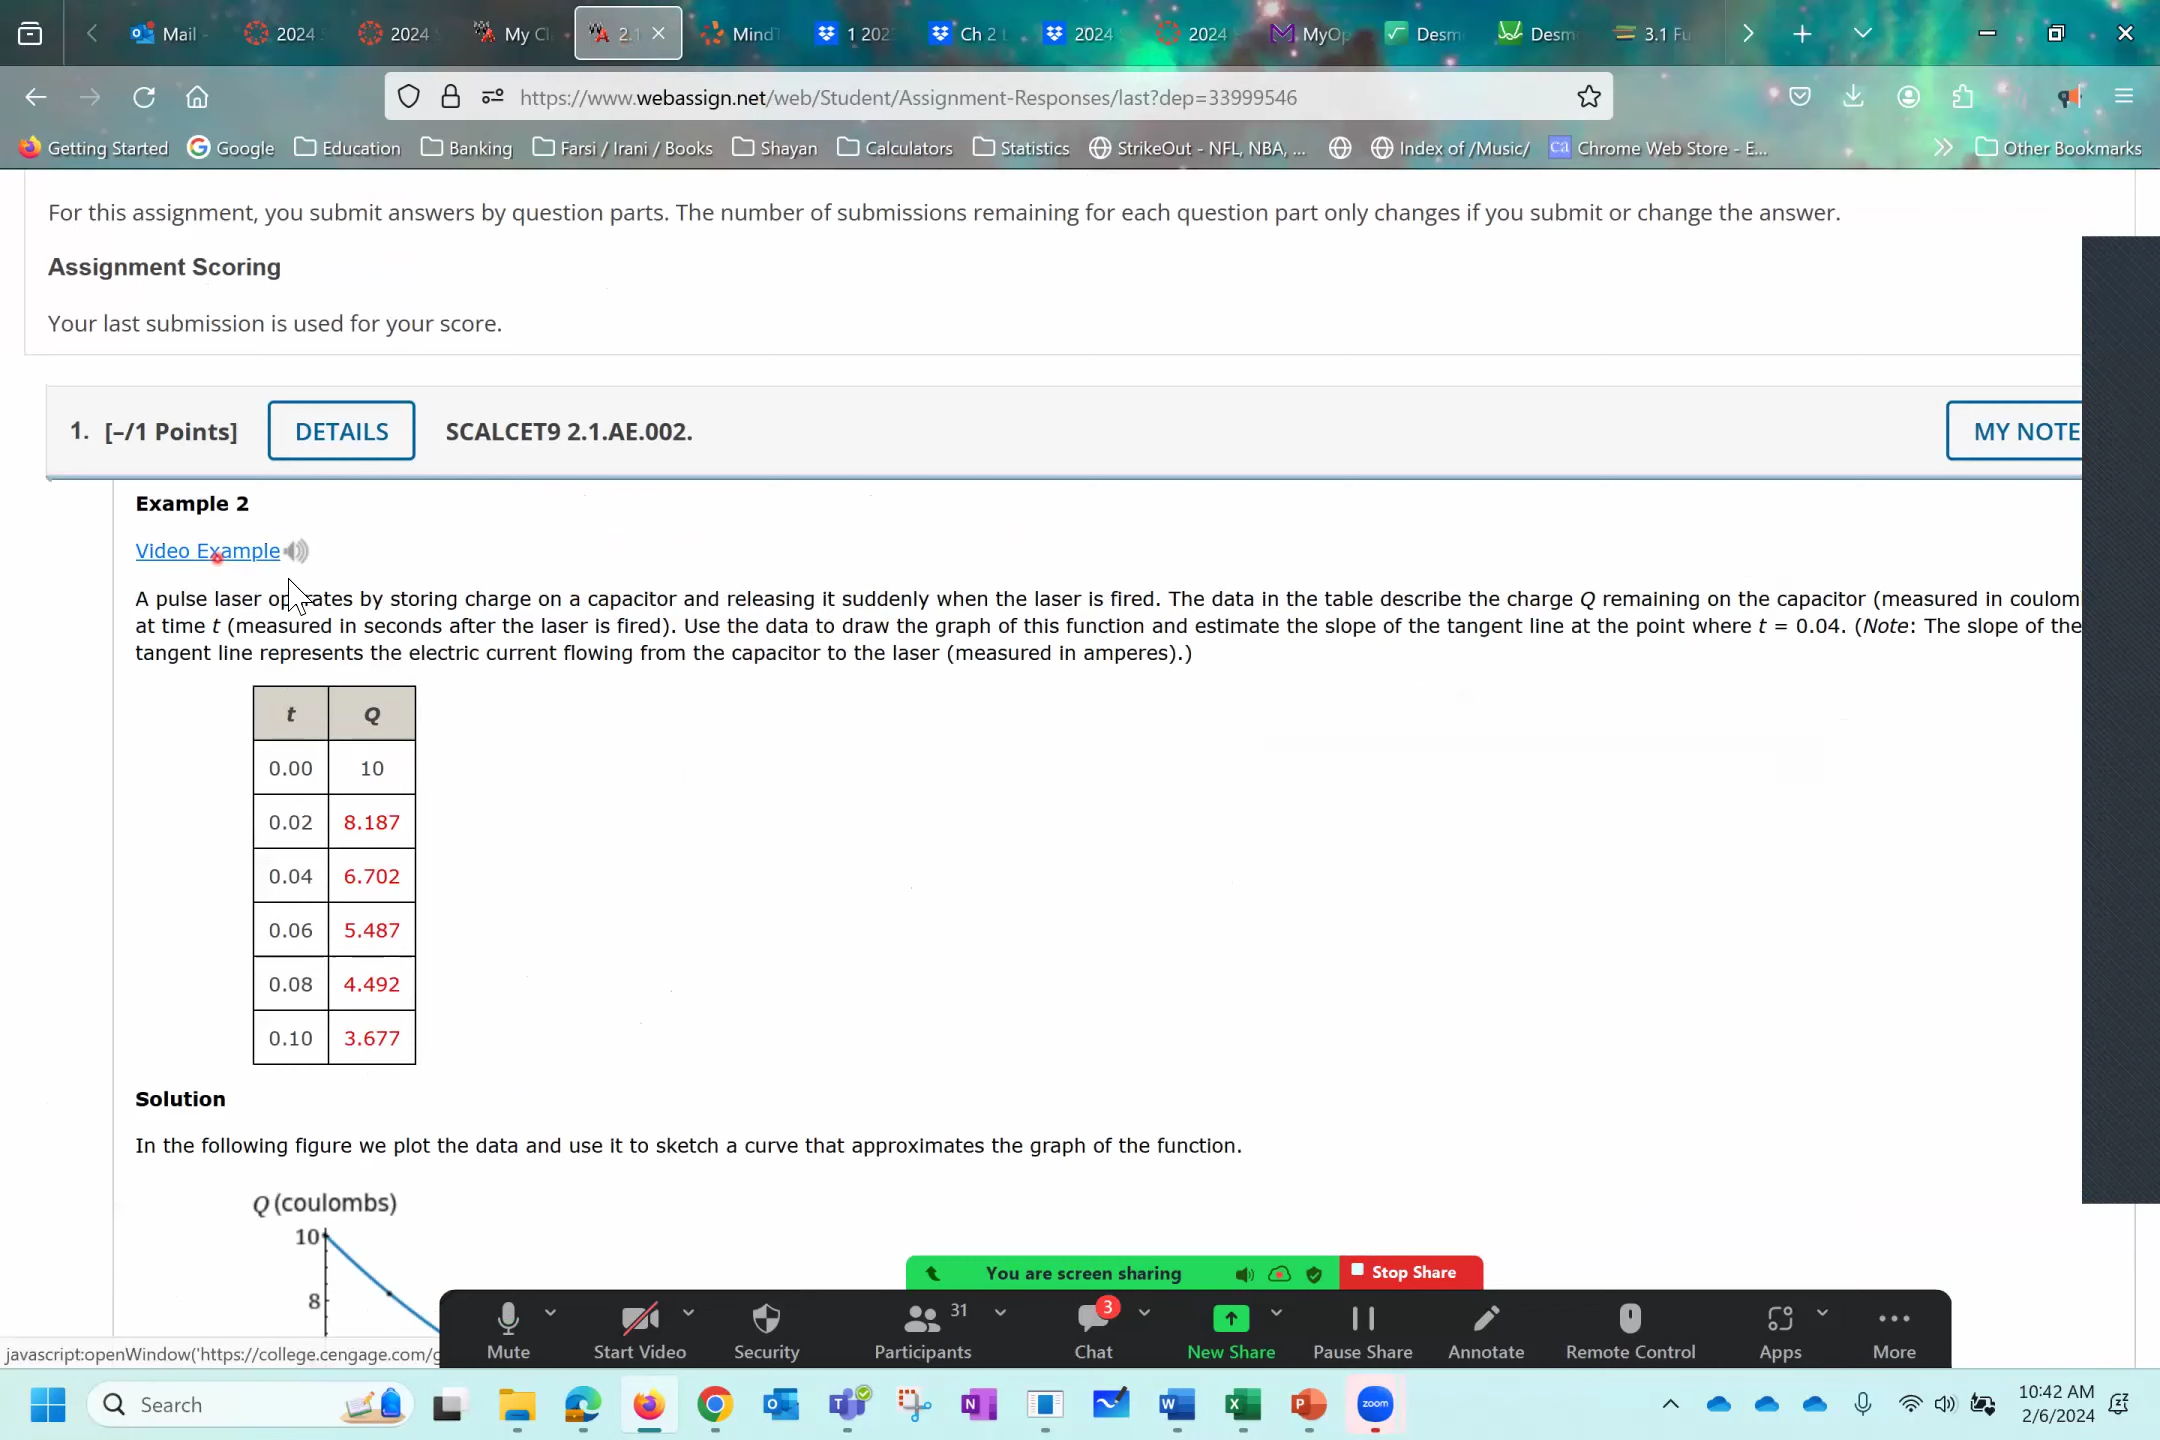 Mail
2024
2024
My Cl
2.1
Mind
1 202
Ch 2
2024
2024
MyOp
Desm
Desm
3.1 Fu
https://www.webassign.net/web/Student/Assignment-Responses/last?dep=33999546
Getting Started
Google
Education
Banking
Farsi / Irani / Books
Shayan
Calculators
Statistics
StrikeOut - NFL, NBA, ...
Index of /Music/
Chrome Web Store - E...
Other Bookmarks
For this assignment, you submit answers by question parts. The number of submissions remaining for each question part only changes if you submit or change the answer.
Assignment Scoring
Your last submission is used for your score.
1. [–/1 Points] DETAILS SCALCET9 2.1.AE.002. MY NOTE
Example 2
Video Example
A pulse laser operates by storing charge on a capacitor and releasing it suddenly when the laser is fired. The data in the table describe the charge Q remaining on the capacitor (measured in coulom
at time t (measured in seconds after the laser is fired). Use the data to draw the graph of this function and estimate the slope of the tangent line at the point where t = 0.04. (Note: The slope of the
tangent line represents the electric current flowing from the capacitor to the laser (measured in amperes).)
t Q
0.00 10
0.02 8.187
0.04 6.702
0.06 5.487
0.08 4.492
0.10 3.677
Solution
In the following figure we plot the data and use it to sketch a curve that approximates the graph of the function.
Q (coulombs)
10
8
You are screen sharing
Stop Share
31
3
Mute
Start Video
Security
Participants
Chat
New Share
Pause Share
Annotate
Remote Control
Apps
More
javascript:openWindow('https://college.cengage.com/g
Search
zoom
10:42 AM
2/6/2024